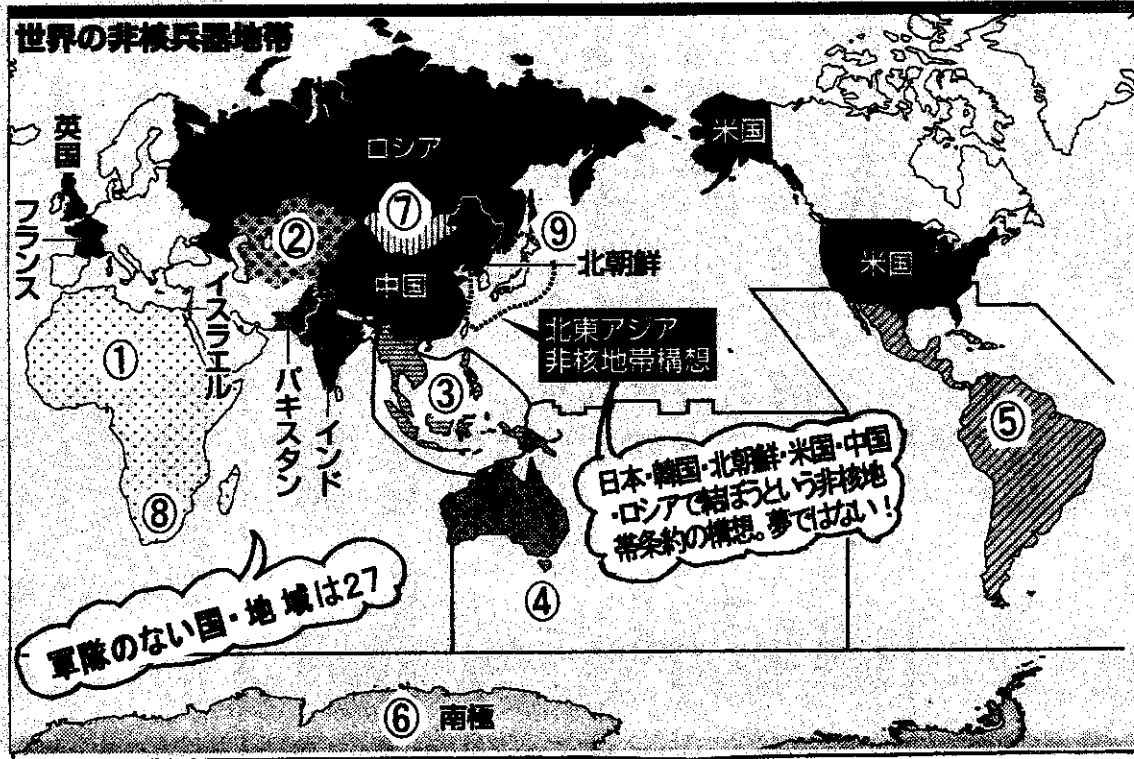 世界の非核兵器地帯
英国
フランス
ロシア
米国
②
⑦
⑨
北朝鮮
中国
米国
イスラエル
パキスタン
インド
北東アジア
非核地帯構想
①
③
⑤
日本・韓国・北朝鮮・米国・中国
・ロシアで結ぼうという非核地
帯条約の構想。夢ではない!
⑧
④
軍隊のない国・地域は27
⑥ 南極